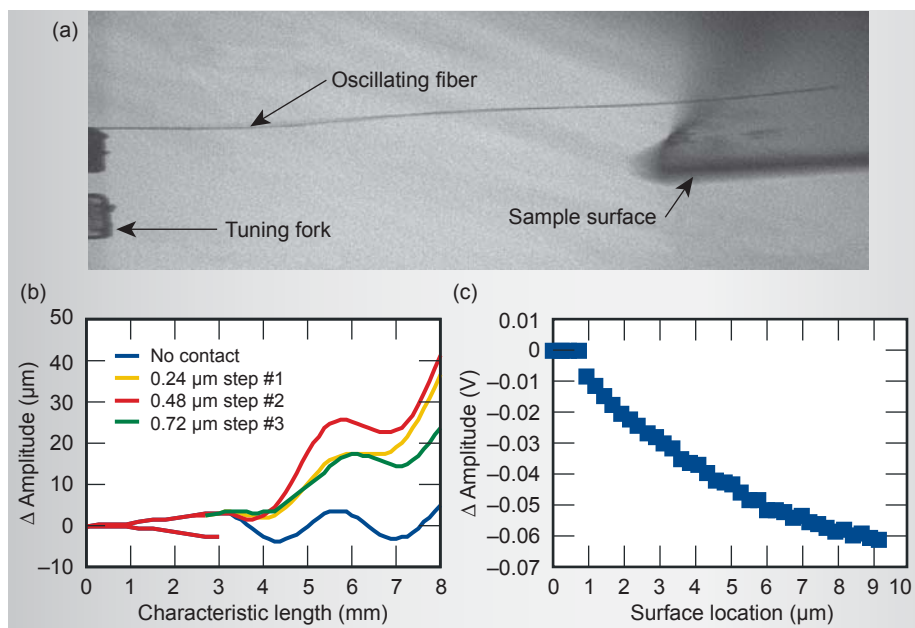 (a)
Oscillating fiber
Tuning fork
Sample surface
(b)
50
40
30
20
10
0
–10
Δ Amplitude (µm)
No contact
0.24 µm step #1
0.48 µm step #2
0.72 µm step #3
0 1 2 3 4 5 6 7 8
Characteristic length (mm)
(c)
0.01
0
–0.01
–0.02
–0.03
–0.04
–0.05
–0.06
–0.07
Δ Amplitude (V)
0 1 2 3 4 5 6 7 8 9 10
Surface location (µm)